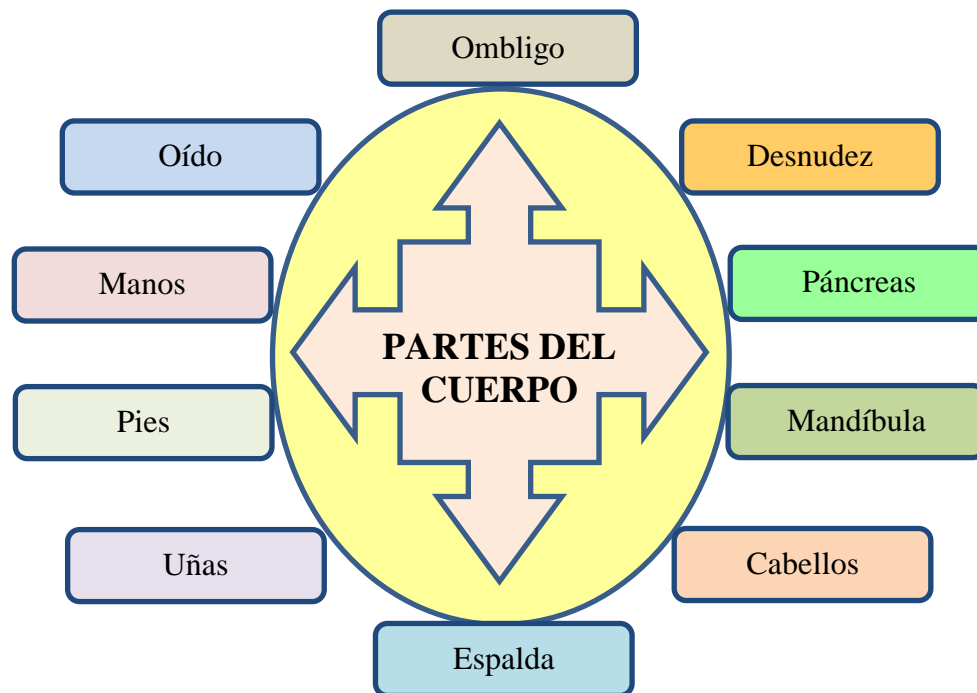 Ombligo
Oído
Desnudez
Manos
Páncreas
PARTES DEL
CUERPO
Pies
Mandíbula
Uñas
Cabellos
Espalda